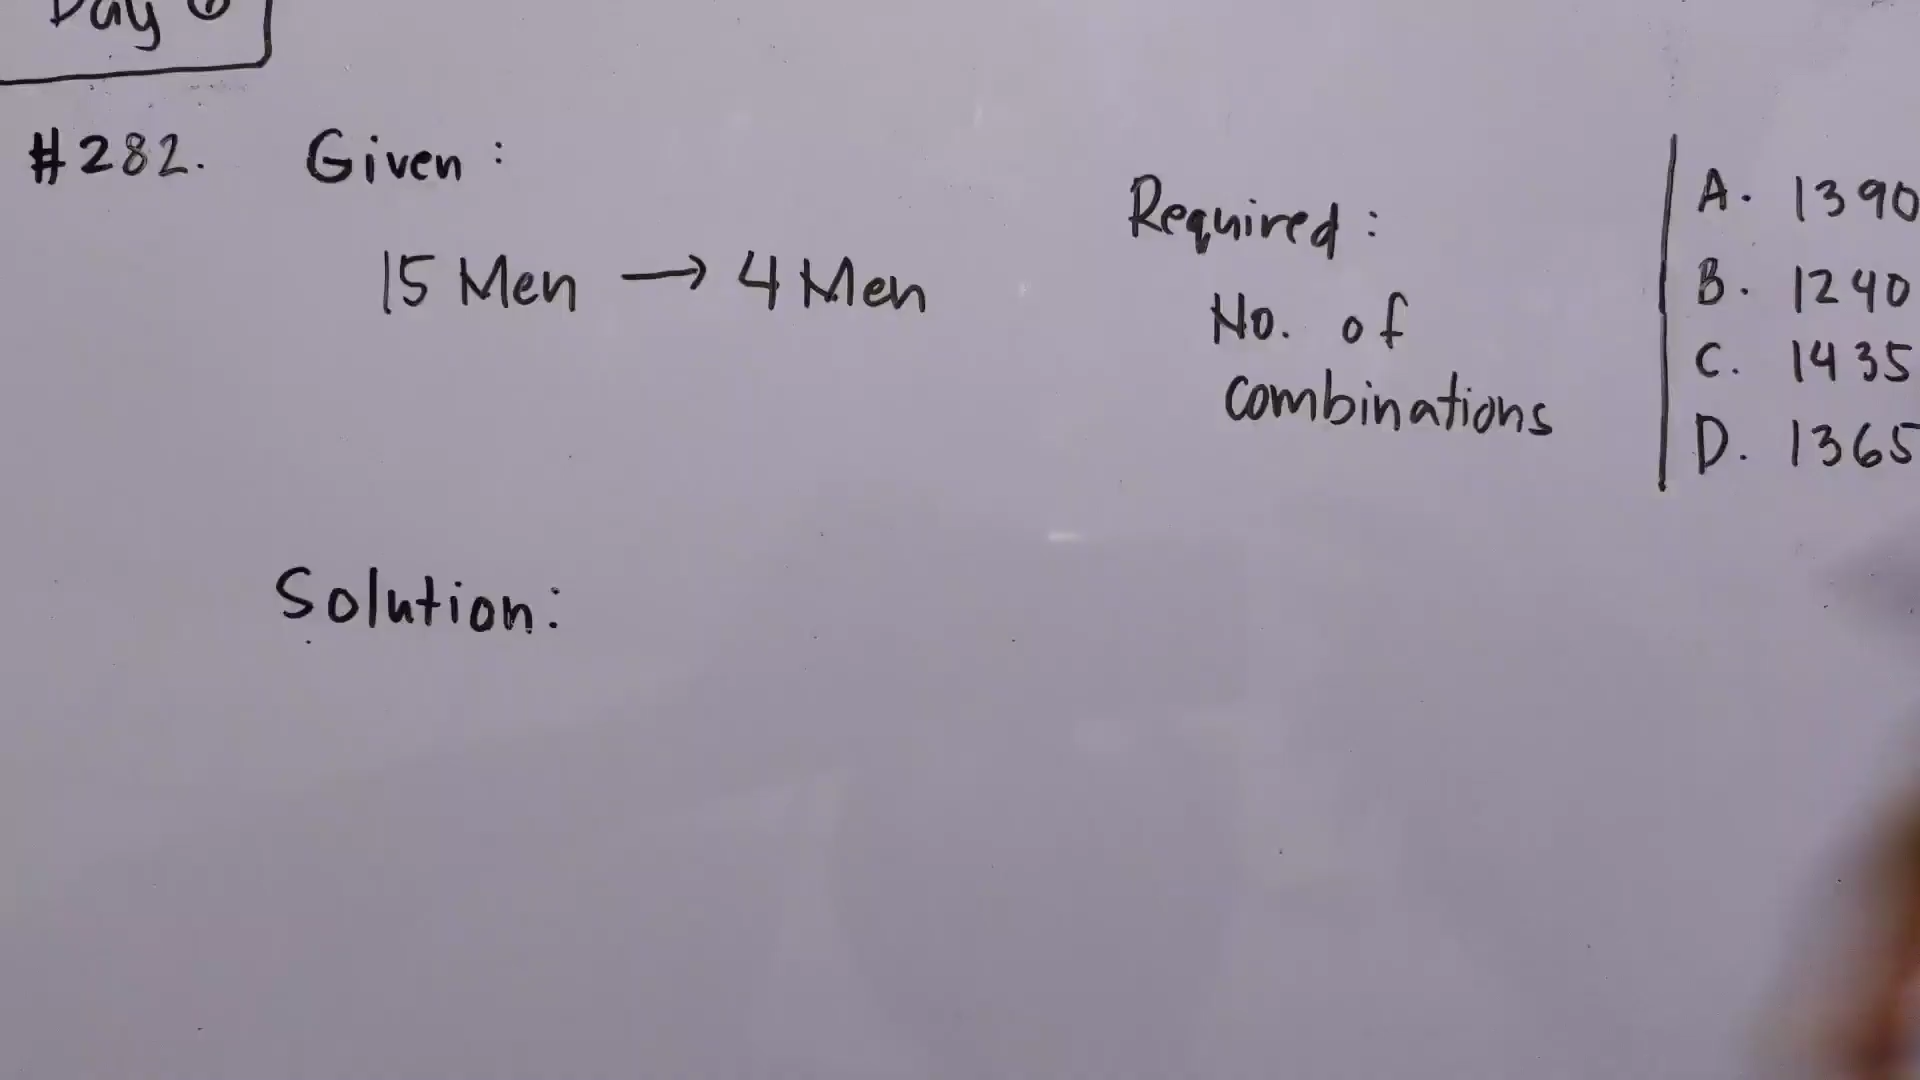 Day
#282. Given:
15 Men → 4 Men
Required:
No. of
combinations
A. 1390
B. 1240
C. 1435
D. 1365
Solution: